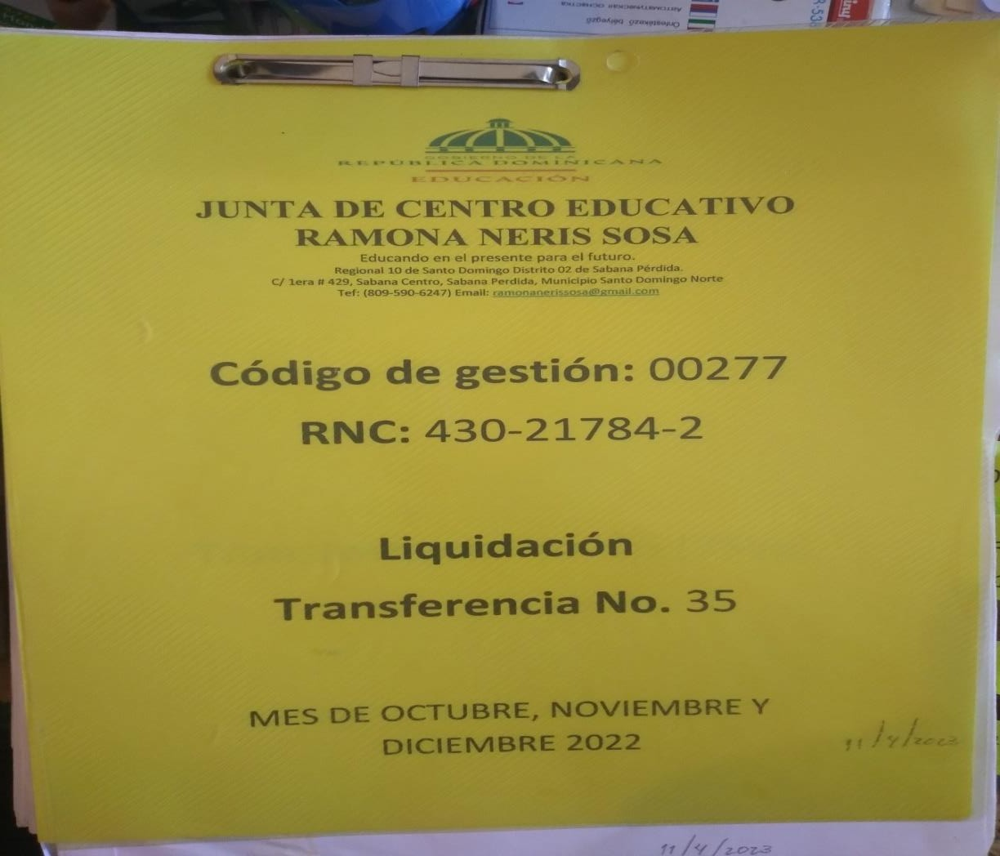 GOBIERNO DE LA
REPÚBLICA DOMINICANA
EDUCACIÓN
JUNTA DE CENTRO EDUCATIVO
RAMONA NERIS SOSA
Educando en el presente para el futuro.
Regional 10 de Santo Domingo Distrito 02 de Sabana Pérdida.
C/ 1era # 429, Sabana Centro, Sabana Perdida, Municipio Santo Domingo Norte
Tef: (809-590-6247) Email: ramonanerissosa@gmail.com
Código de gestión: 00277
RNC: 430-21784-2
Liquidación
Transferencia No. 35
MES DE OCTUBRE, NOVIEMBRE Y
DICIEMBRE 2022
11/4/2023
11/4/2023